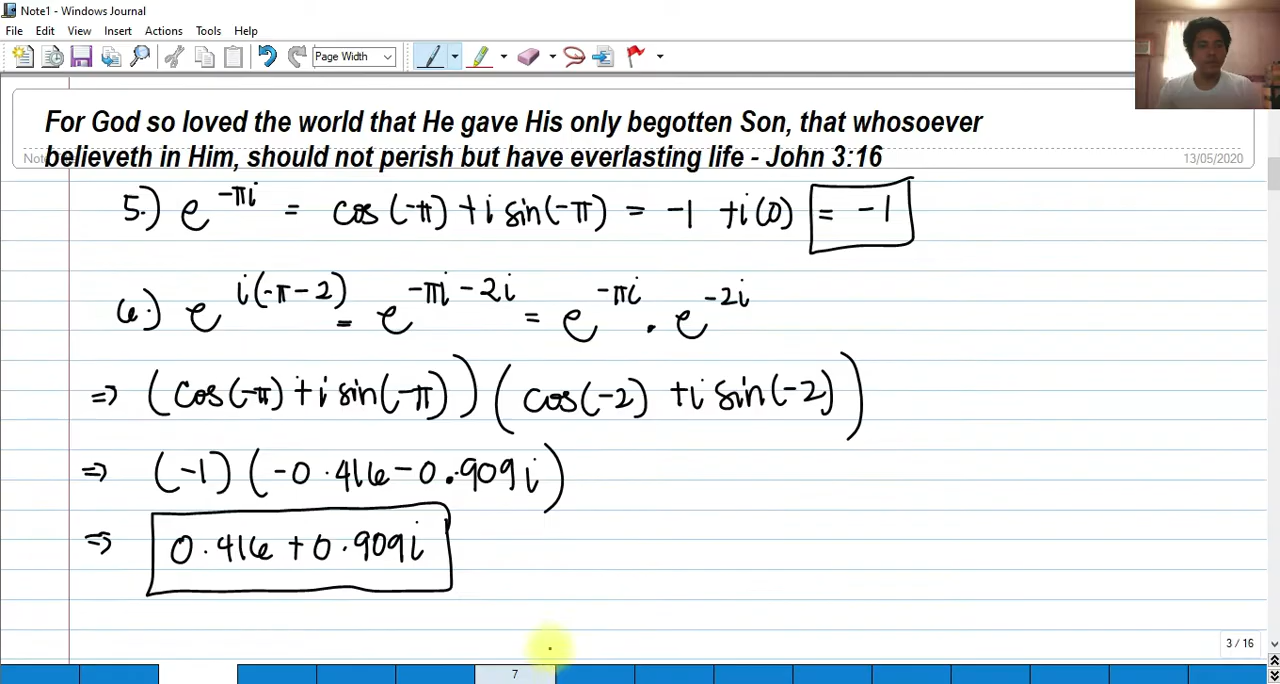 Note1 - Windows Journal
File Edit View Insert Actions Tools Help
Page Width
For God so loved the world that He gave His only begotten Son, that whosoever
believeth in Him, should not perish but have everlasting life - John 3:16
13/05/2020
5.) e^(-πi) = cos(-π) + i sin(-π) = -1 + i(0) = -1
6.) e^(i(-π-2)) = e^(-πi-2i) = e^(-πi) · e^(-2i)
⇒ (cos(-π) + i sin(-π)) (cos(-2) + i sin(-2))
⇒ (-1) (-0.416 - 0.909i)
⇒ 0.416 + 0.909i
3 / 16
7